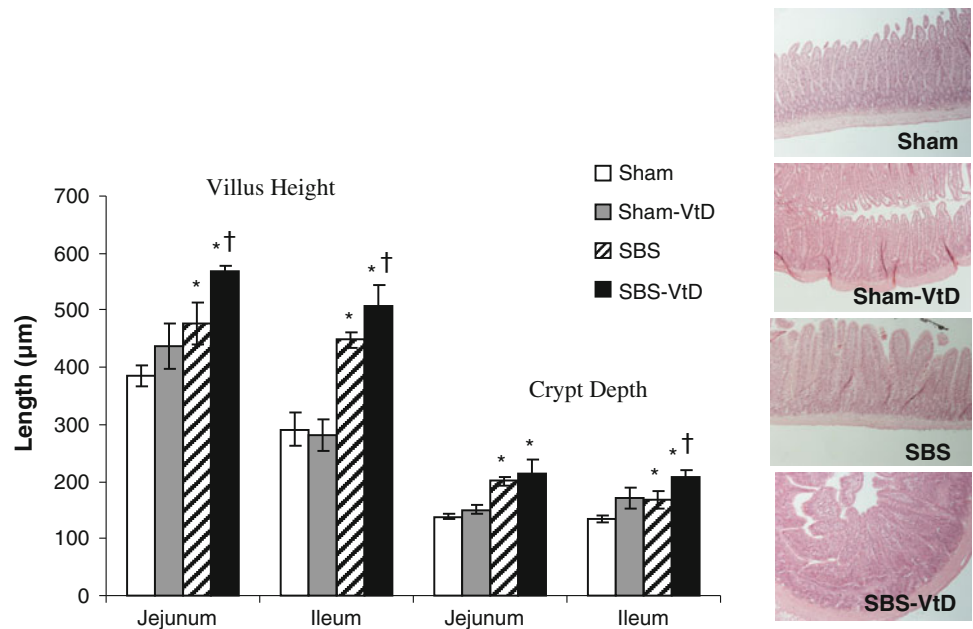 Villus Height
Crypt Depth
Length (µm)
700
600
500
400
300
200
100
0
* *† * *†
* * * *†
Jejunum Ileum Jejunum Ileum
Sham
Sham-VtD
SBS
SBS-VtD
Sham
Sham-VtD
SBS
SBS-VtD